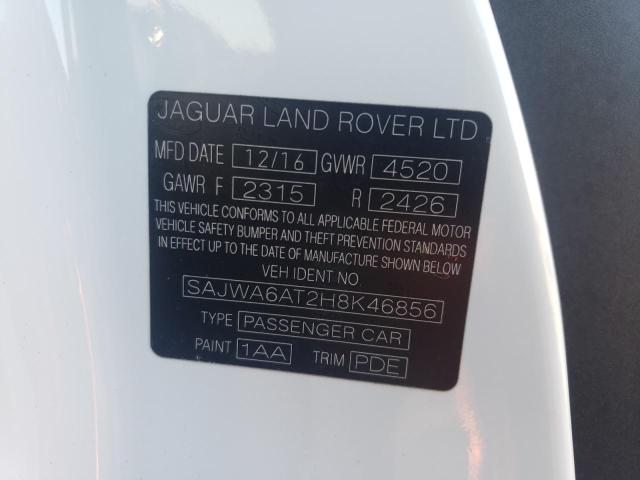 JAGUAR LAND ROVER LTD
MFD DATE 12/16 GVWR 4520
GAWR F 2315 R 2426
THIS VEHICLE CONFORMS TO ALL APPLICABLE FEDERAL MOTOR
VEHICLE SAFETY BUMPER AND THEFT PREVENTION STANDARDS
IN EFFECT UP TO THE DATE OF MANUFACTURE SHOWN BELOW
VEH IDENT NO
SAJWA6AT2H8K46856
TYPE PASSENGER CAR
PAINT 1AA TRIM PDE